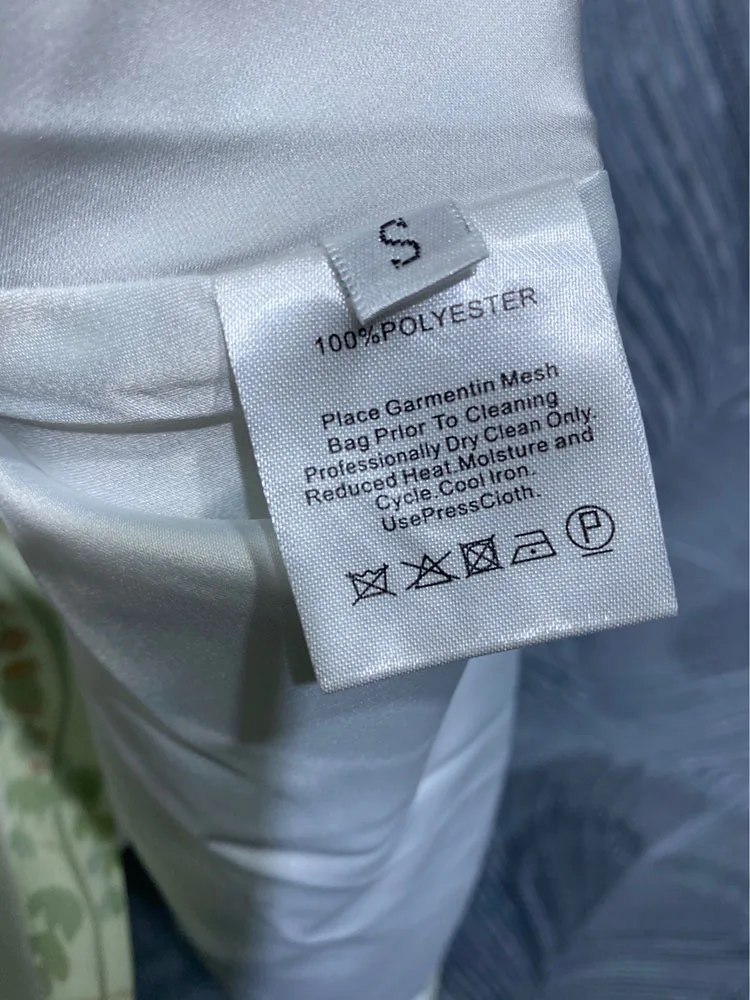 S
100%POLYESTER
Place Garmentin Mesh
Bag Prior To Cleaning
Professionally Dry Clean Only.
Reduced Heat.Molsture and
Cycle.Cool Iron.
UsePressCloth.
P